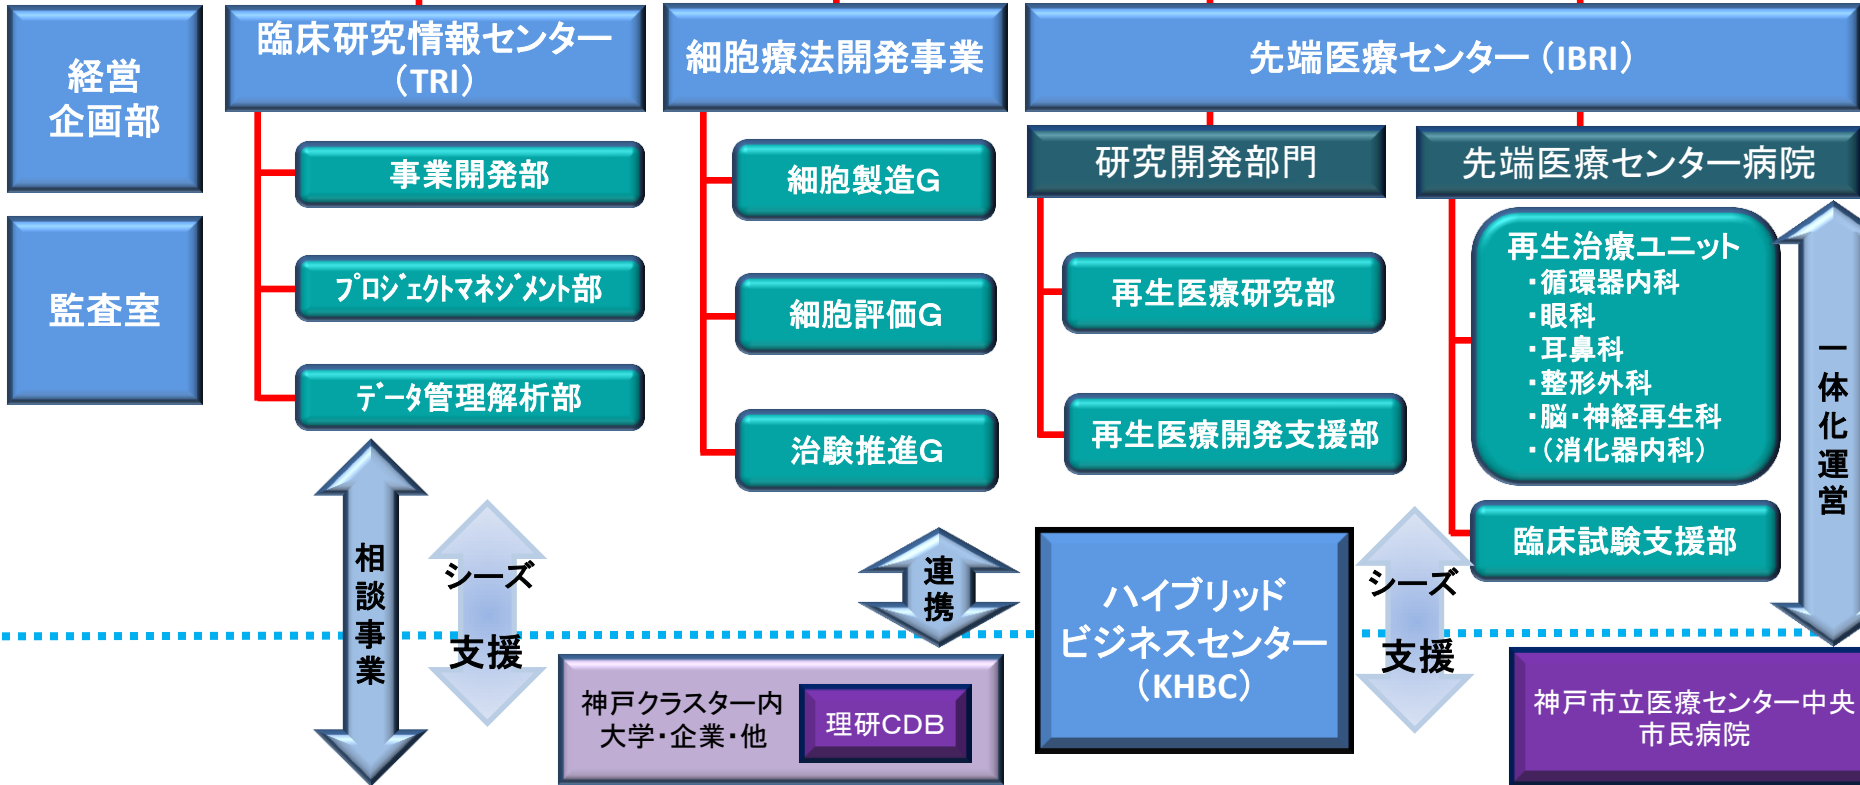 経営
企画部
監査室
臨床研究情報センター
（TRI）
事業開発部
プロジェクトマネジメント部
データ管理解析部
細胞療法開発事業
細胞製造G
細胞評価G
治験推進G
先端医療センター（IBRI）
研究開発部門
再生医療研究部
再生医療開発支援部
先端医療センター病院
再生治療ユニット
・循環器内科
・眼科
・耳鼻科
・整形外科
・脳・神経再生科
・（消化器内科）
臨床試験支援部
一体化運営
相談事業
シーズ
支援
連携
ハイブリッド
ビジネスセンター
（KHBC）
シーズ
支援
神戸クラスター内
大学・企業・他
理研CDB
神戸市立医療センター中央
市民病院